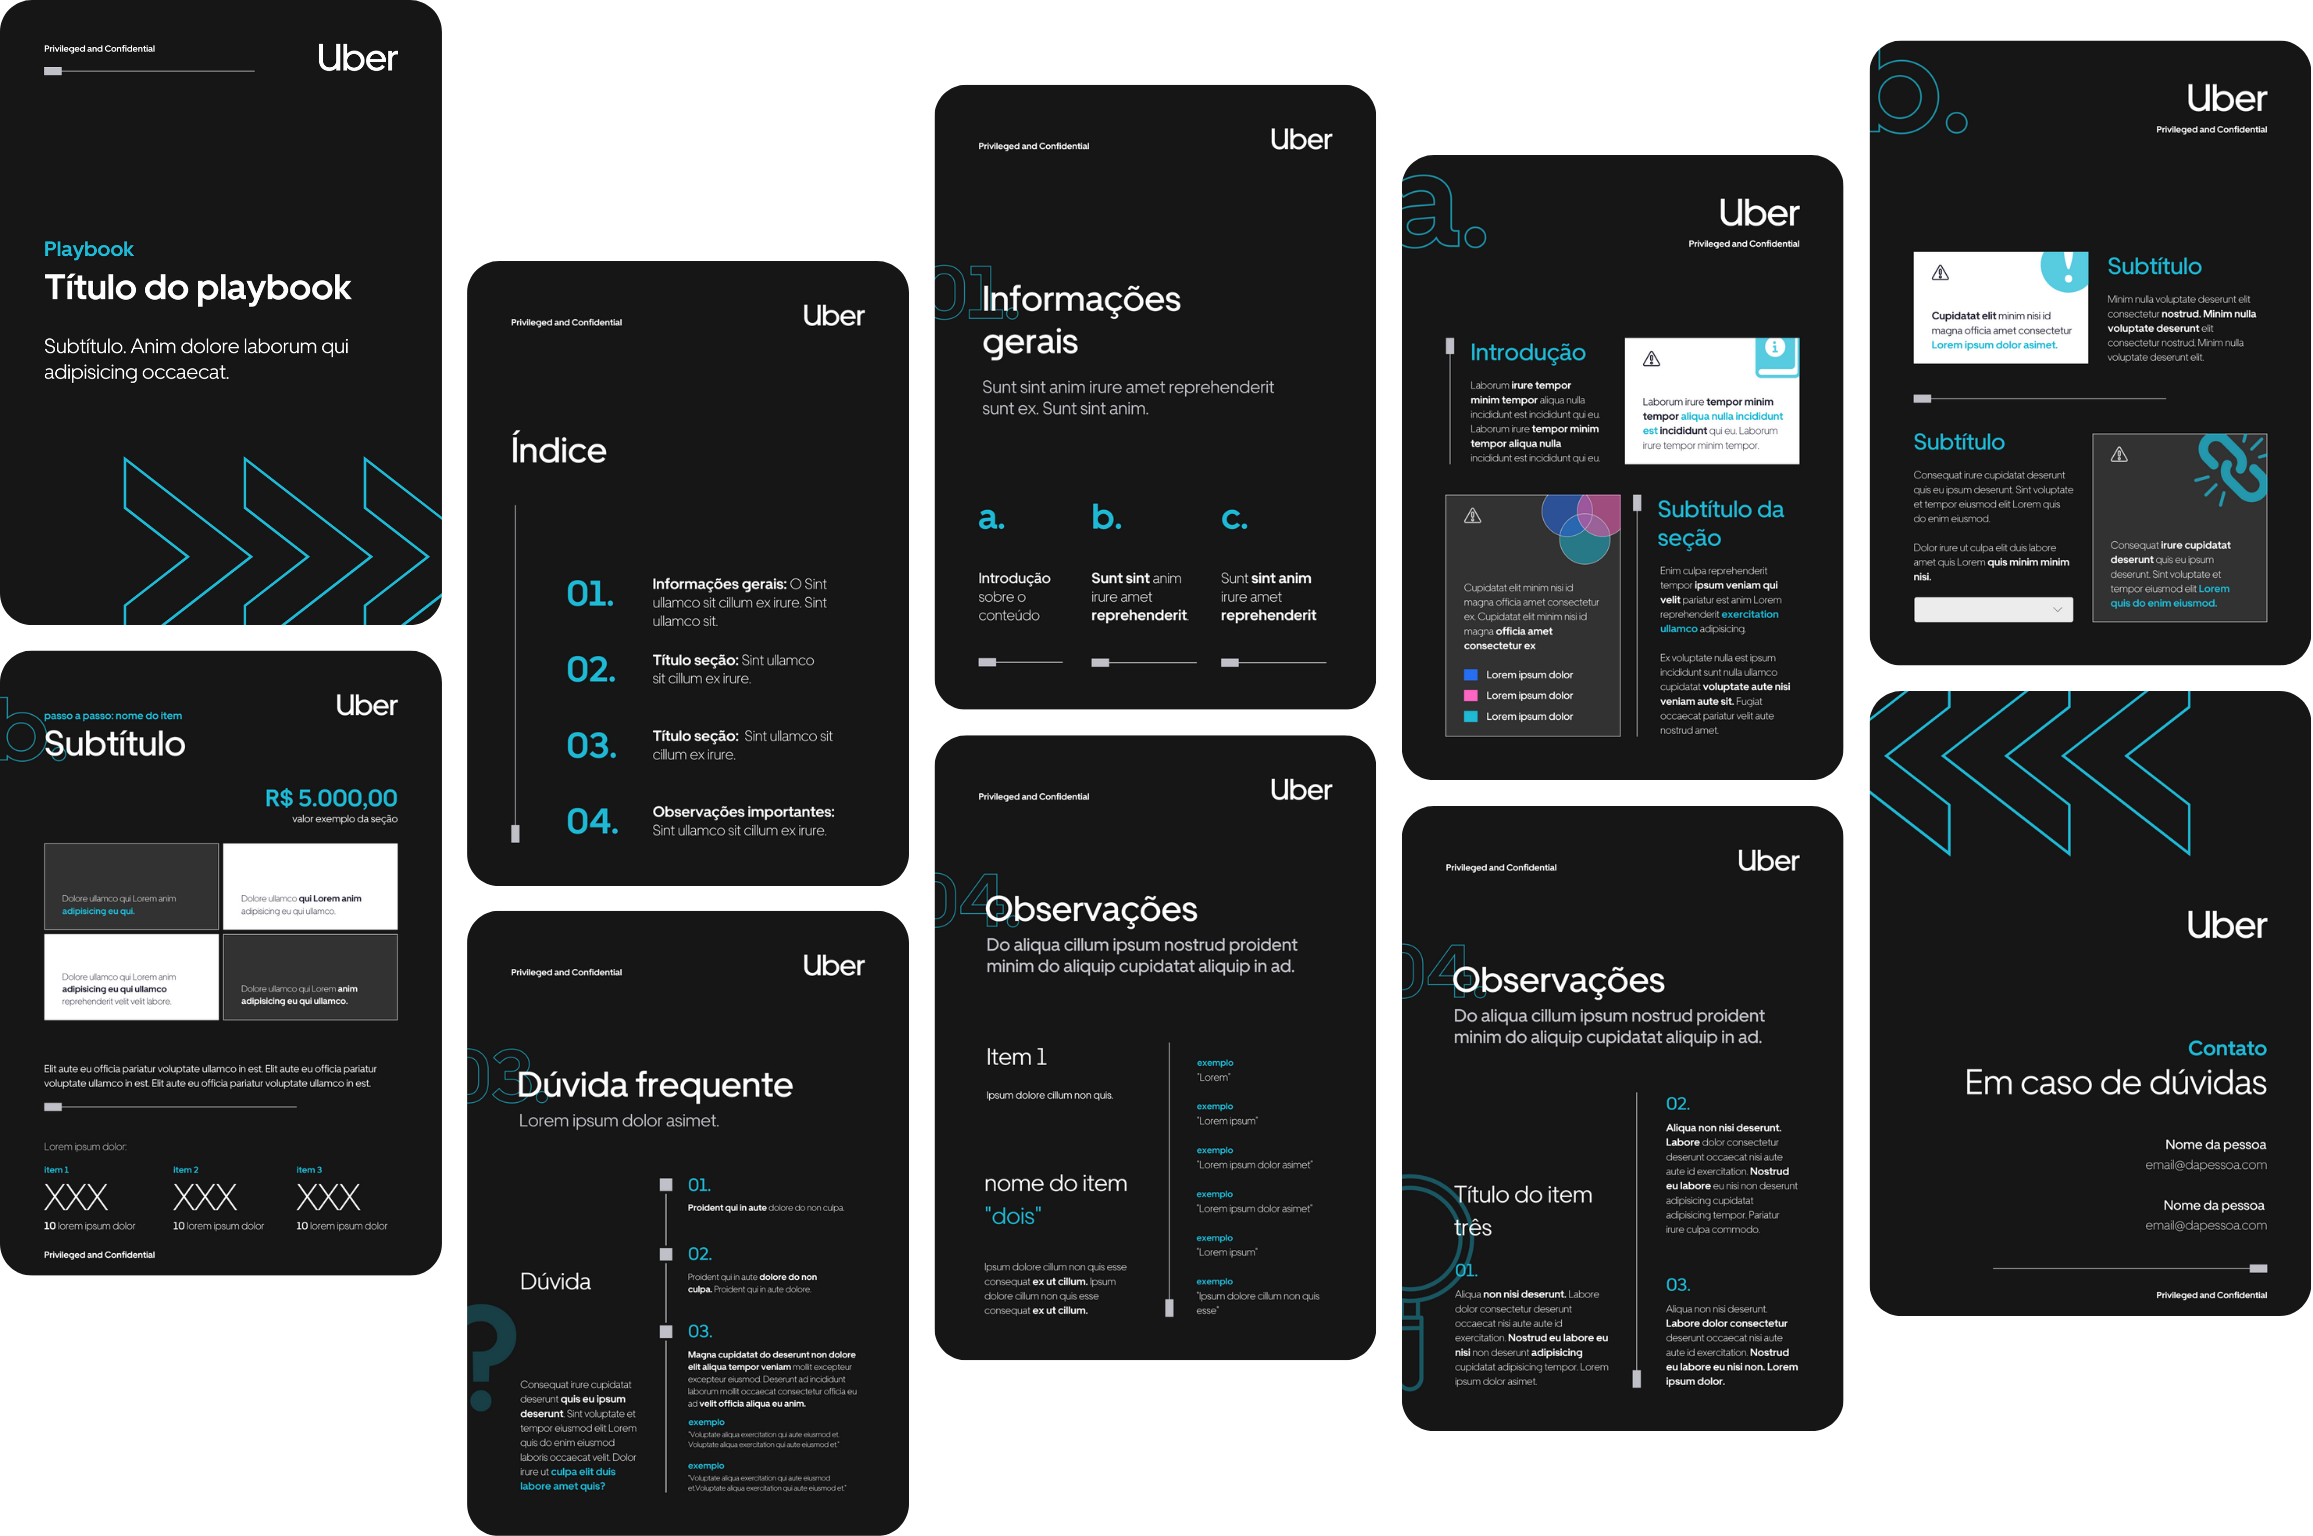 Privileged and Confidential
Uber
Playbook
Título do playbook
Subtítulo. Anim dolore laborum qui
adipisicing occaecat.
b.
passo a passo: nome do item
Uber
Subtítulo
R$ 5.000,00
valor exemplo da seção
Dolore ullamco qui Lorem anim
adipisicing eu qui.
Dolore ullamco qui Lorem anim
adipisicing eu qui ullamco.
Dolore ullamco qui Lorem anim
adipisicing eu qui ullamco
reprehenderit velit velit labore.
Dolore ullamco qui Lorem anim
adipisicing eu qui ullamco.
Elit aute eu officia pariatur voluptate ullamco in est. Elit aute eu officia pariatur
voluptate ullamco in est. Elit aute eu officia pariatur voluptate ullamco in est.
Lorem ipsum dolor:
item 1
XXX
10 lorem ipsum dolor
item 2
XXX
10 lorem ipsum dolor
item 3
XXX
10 lorem ipsum dolor
Privileged and Confidential
Privileged and Confidential
Uber
Índice
01.
Informações gerais: O Sint
ullamco sit cillum ex irure. Sint
ullamco sit.
02.
Título seção: Sint ullamco
sit cillum ex irure.
03.
Título seção: Sint ullamco sit
cillum ex irure.
04.
Observações importantes:
Sint ullamco sit cillum ex irure.
Privileged and Confidential
Uber
03.
Dúvida frequente
Lorem ipsum dolor asimet.
Dúvida
?
Consequat irure cupidatat
deserunt quis eu ipsum
deserunt. Sint voluptate et
tempor eiusmod elit Lorem
quis do enim eiusmod
laboris occaecat velit. Dolor
irure ut culpa elit duis
labore amet quis?
01.
Proident qui in aute dolore do non culpa.
02.
Proident qui in aute dolore do non
culpa. Proident qui in aute dolore.
03.
Magna cupidatat do deserunt non dolore
elit aliqua tempor veniam mollit excepteur
excepteur eiusmod. Deserunt ad incididunt
laborum mollit occaecat consectetur officia eu
ad velit officia aliqua eu anim.
exemplo
"Voluptate aliqua exercitation qui aute eiusmod et.
Voluptate aliqua exercitation qui aute eiusmod et"
exemplo
"Voluptate aliqua exercitation qui aute eiusmod
et.Voluptate aliqua exercitation qui aute eiusmod et."
Privileged and Confidential
Uber
01.
Informações
gerais
Sunt sint anim irure amet reprehenderit
sunt ex. Sunt sint anim.
a.
Introdução
sobre o
conteúdo
b.
Sunt sint anim
irure amet
reprehenderit.
c.
Sunt sint anim
irure amet
reprehenderit
Privileged and Confidential
Uber
04.
Observações
Do aliqua cillum ipsum nostrud proident
minim do aliquip cupidatat aliquip in ad.
Item 1
Ipsum dolore cillum non quis.
nome do item
"dois"
Ipsum dolore cillum non quis esse
consequat ex ut cillum. Ipsum
dolore cillum non quis esse
consequat ex ut cillum.
exemplo
"Lorem"
exemplo
"Lorem ipsum"
exemplo
"Lorem ipsum dolor asimet"
exemplo
"Lorem ipsum dolor asimet"
exemplo
"Lorem ipsum"
exemplo
"Ipsum dolore cillum non quis
esse"
a.
Uber
Privileged and Confidential
Introdução
Laborum irure tempor
minim tempor aliqua nulla
incididunt est incididunt qui eu.
Laborum irure tempor minim
tempor aliqua nulla
incididunt est incididunt qui eu.
Laborum irure tempor minim
tempor aliqua nulla incididunt
est incididunt qui eu. Laborum
irure tempor minim tempor.
Cupidatat elit minim nisi id
magna officia amet consectetur
ex. Cupidatat elit minim nisi id
magna officia amet
consectetur ex
Lorem ipsum dolor
Lorem ipsum dolor
Lorem ipsum dolor
Subtítulo da
seção
Enim culpa reprehenderit
tempor ipsum veniam qui
velit pariatur est anim Lorem
reprehenderit exercitation
ullamco adipisicing.
Ex voluptate nulla est ipsum
incididunt sunt nulla ullamco
cupidatat voluptate aute nisi
veniam aute sit. Fugiat
occaecat pariatur velit aute
nostrud amet.
Privileged and Confidential
Uber
04.
Observações
Do aliqua cillum ipsum nostrud proident
minim do aliquip cupidatat aliquip in ad.
Título do item
três
01.
Aliqua non nisi deserunt. Labore
dolor consectetur deserunt
occaecat nisi aute aute id
exercitation. Nostrud eu labore eu
nisi non deserunt adipisicing
cupidatat adipisicing tempor. Lorem
ipsum dolor asimet.
02.
Aliqua non nisi deserunt.
Labore dolor consectetur
deserunt occaecat nisi aute
aute id exercitation. Nostrud
eu labore eu nisi non deserunt
adipisicing cupidatat
adipisicing tempor. Pariatur
irure culpa commodo.
03.
Aliqua non nisi deserunt.
Labore dolor consectetur
deserunt occaecat nisi aute
aute id exercitation. Nostrud
eu labore eu nisi non. Lorem
ipsum dolor.
b.
Uber
Privileged and Confidential
Cupidatat elit minim nisi id
magna officia amet consectetur
Lorem ipsum dolor asimet.
Subtítulo
Minim nulla voluptate deserunt elit
consectetur nostrud. Minim nulla
voluptate deserunt elit
consectetur nostrud. Minim nulla
voluptate deserunt elit.
Subtítulo
Consequat irure cupidatat deserunt
quis eu ipsum deserunt. Sint voluptate
et tempor eiusmod elit Lorem quis
do enim eiusmod.
Dolor irure ut culpa elit duis labore
amet quis Lorem quis minim minim
nisi.
Consequat irure cupidatat
deserunt quis eu ipsum
deserunt. Sint voluptate et
tempor eiusmod elit Lorem
quis do enim eiusmod.
Uber
Contato
Em caso de dúvidas
Nome da pessoa
email@dapessoa.com
Nome da pessoa
email@dapessoa.com
Privileged and Confidential